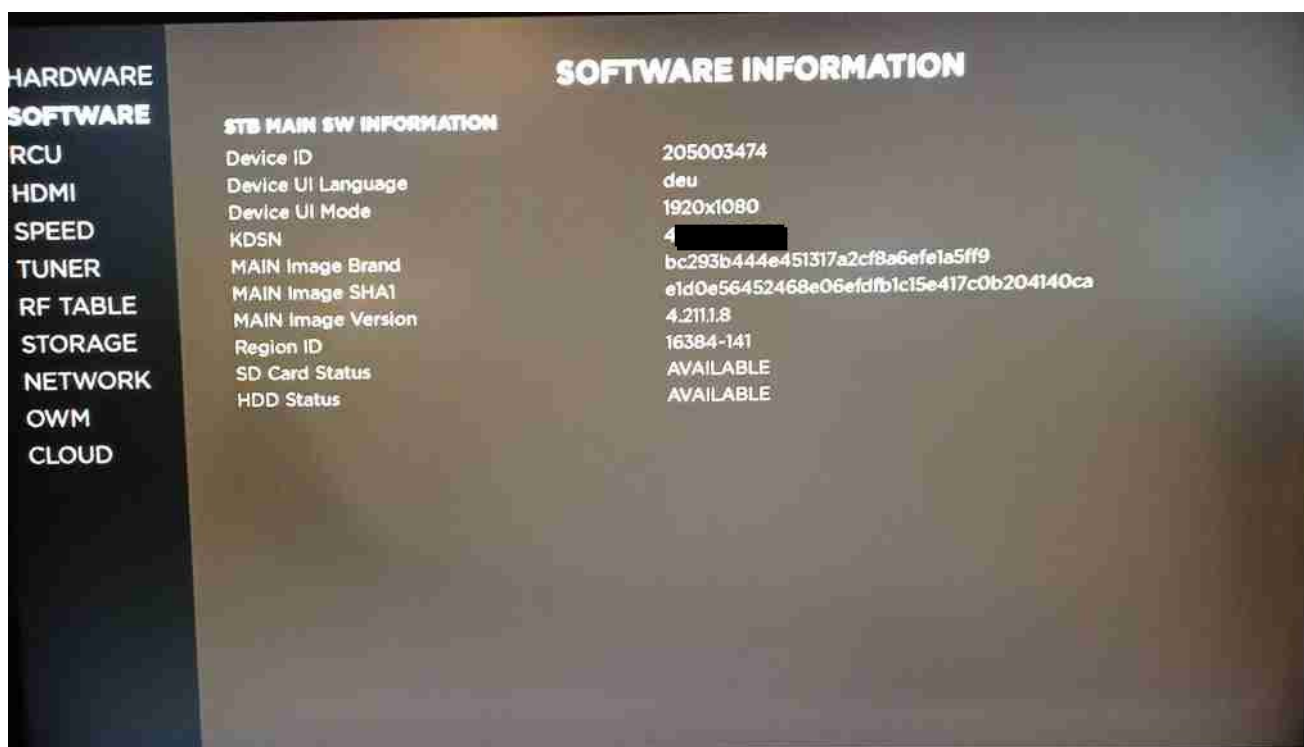 SOFTWARE INFORMATION
HARDWARE
SOFTWARE
RCU
HDMI
SPEED
TUNER
RF TABLE
STORAGE
NETWORK
OWM
CLOUD
STB MAIN SW INFORMATION
Device ID 205003474
Device UI Language deu
Device UI Mode 1920x1080
KDSN 4
MAIN Image Brand bc293b444e451317a2cf8a6efe1a5ff9
MAIN Image SHA1 e1d0e56452468e06efdfb1c15e417c0b204140ca
MAIN Image Version 4.211.1.8
Region ID 16384-141
SD Card Status AVAILABLE
HDD Status AVAILABLE